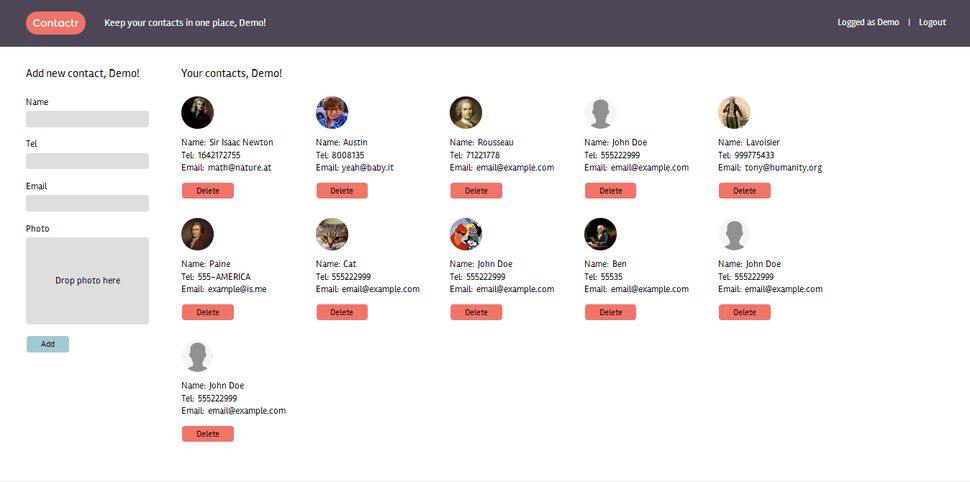 Contactr
Keep your contacts in one place, Demo!
Logged as Demo | Logout
Add new contact, Demo!
Name
Tel
Email
Photo
Drop photo here
Add
Your contacts, Demo!
Name: Sir Isaac Newton
Tel: 1642172755
Email: math@nature.at
Delete
Name: Austin
Tel: 8008135
Email: yeah@baby.it
Delete
Name: Rousseau
Tel: 71221778
Email: email@example.com
Delete
Name: John Doe
Tel: 555222999
Email: email@example.com
Delete
Name: Lavoisier
Tel: 999775433
Email: tony@humanity.org
Delete
Name: Paine
Tel: 555-AMERICA
Email: example@is.me
Delete
Name: Cat
Tel: 555222999
Email: email@example.com
Delete
Name: John Doe
Tel: 555222999
Email: email@example.com
Delete
Name: Ben
Tel: 55535
Email: email@example.com
Delete
Name: John Doe
Tel: 555222999
Email: email@example.com
Delete
Name: John Doe
Tel: 555222999
Email: email@example.com
Delete